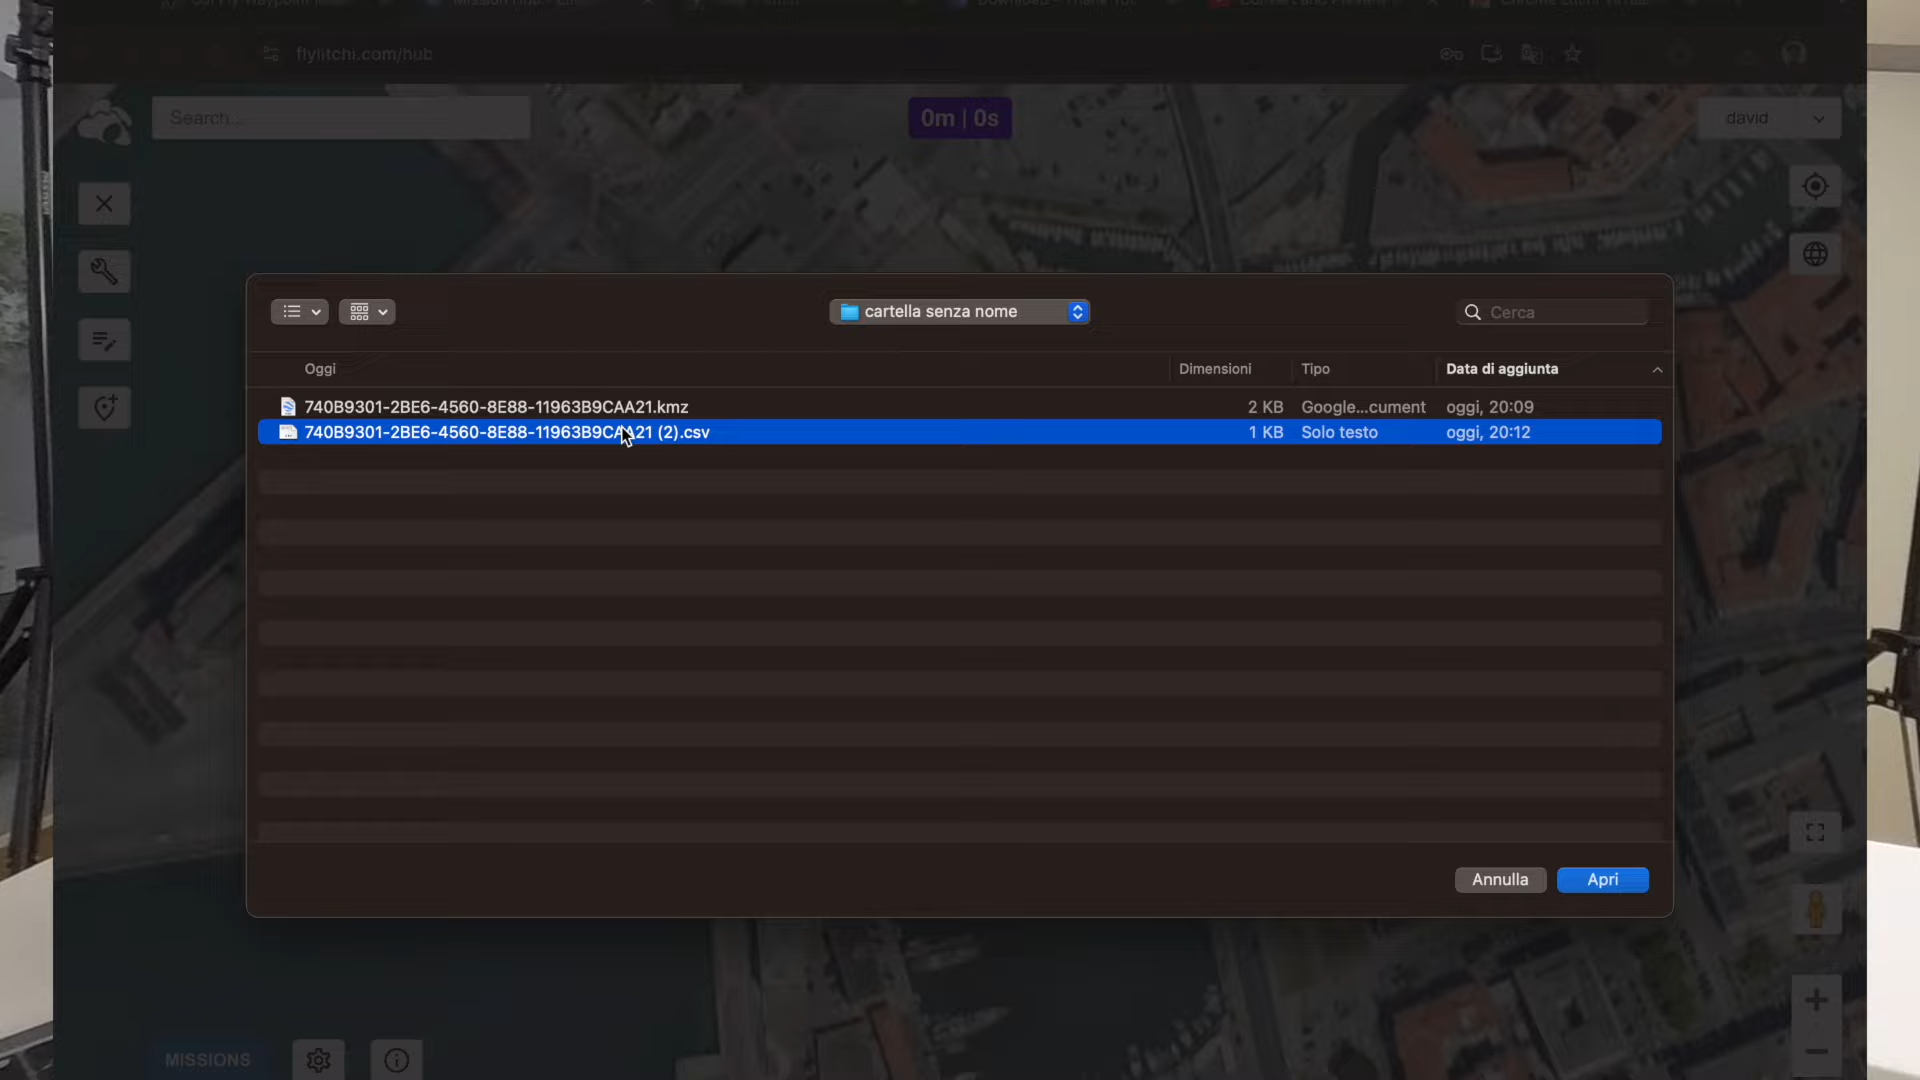 flylitchi.com/hub
Search...
0m | 0s
david
cartella senza nome
Cerca
Oggi
Dimensioni
Tipo
Data di aggiunta
740B9301-2BE6-4560-8E88-11963B9CAA21.kmz
2 KB
Google...cument
oggi, 20:09
740B9301-2BE6-4560-8E88-11963B9CAA21 (2).csv
1 KB
Solo testo
oggi, 20:12
Annulla
Apri
MISSIONS